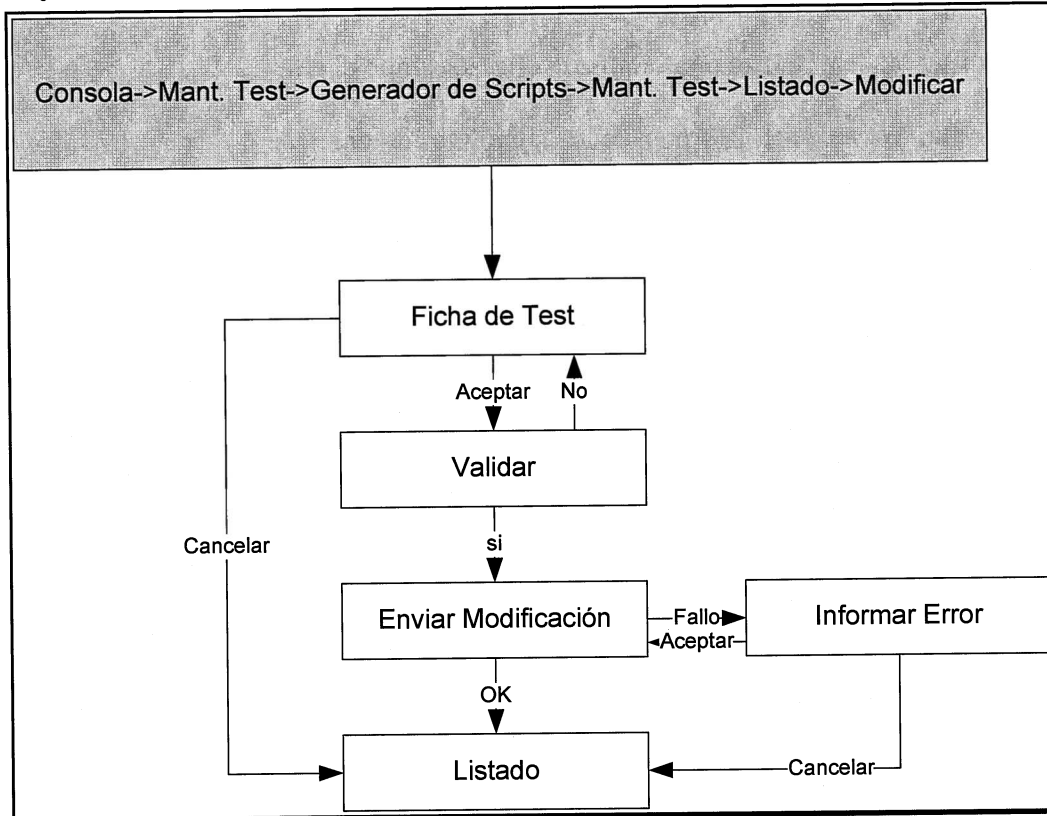 Consola->Mant. Test->Generador de Scripts->Mant. Test->Listado->Modificar
Ficha de Test
Aceptar
No
Validar
Cancelar
si
Enviar Modificación
Fallo
Aceptar
Informar Error
OK
Listado
Cancelar